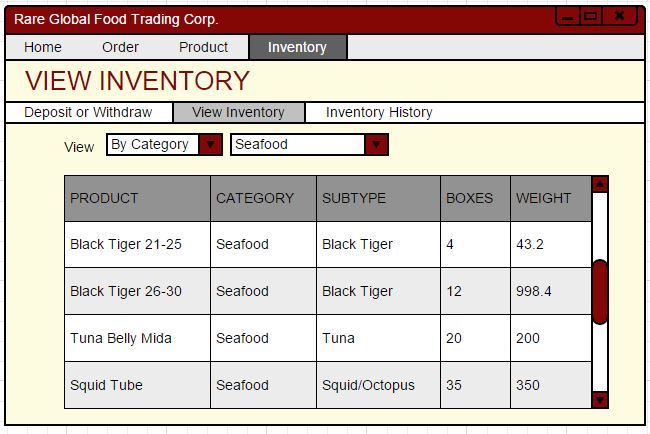 Rare Global Food Trading Corp.
Home Order Product Inventory
VIEW INVENTORY
Deposit or Withdraw View Inventory Inventory History
View By Category Seafood
PRODUCT CATEGORY SUBTYPE BOXES WEIGHT
Black Tiger 21-25 Seafood Black Tiger 4 43.2
Black Tiger 26-30 Seafood Black Tiger 12 998.4
Tuna Belly Mida Seafood Tuna 20 200
Squid Tube Seafood Squid/Octopus 35 350